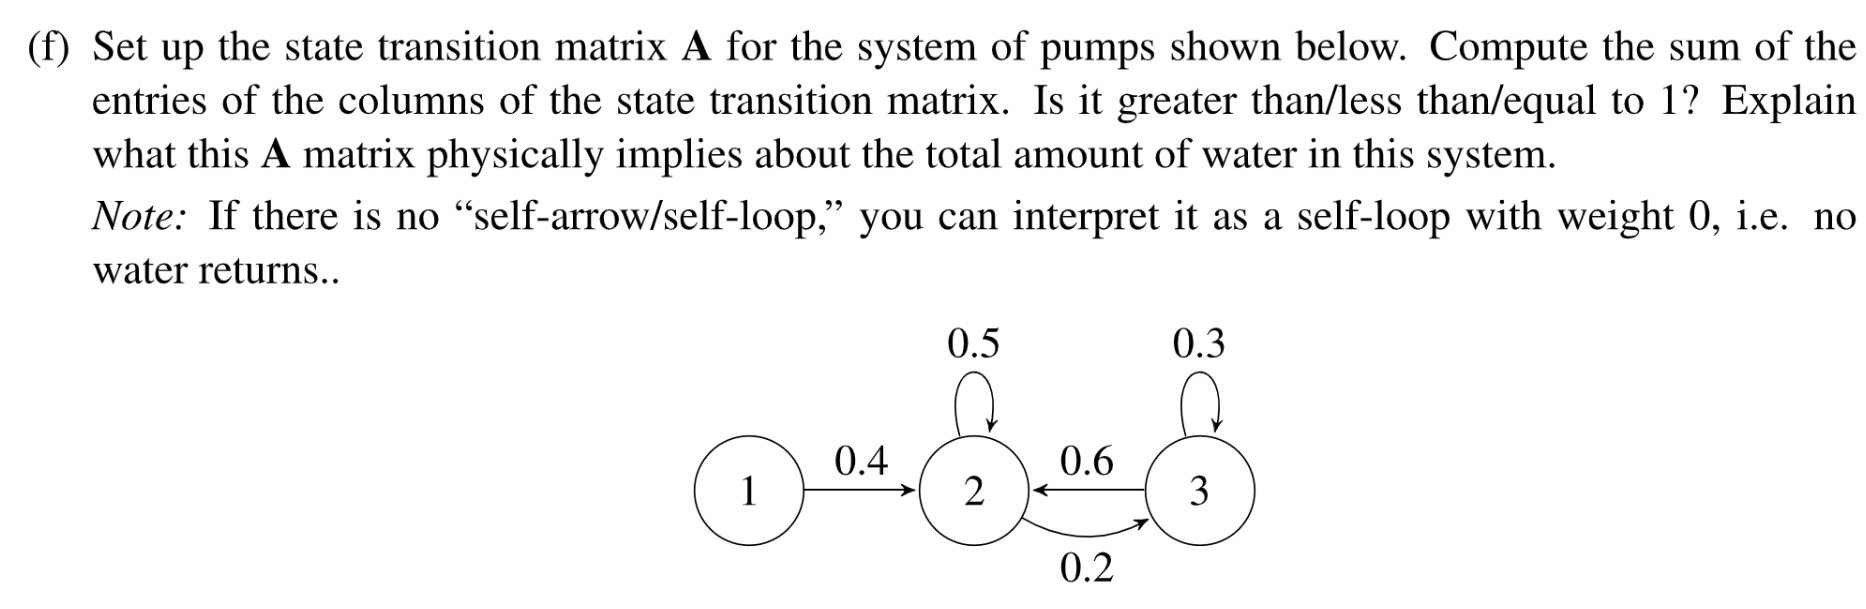 (f) Set up the state transition matrix A for the system of pumps shown below. Compute the sum of the
entries of the columns of the state transition matrix. Is it greater than/less than/equal to 1? Explain
what this A matrix physically implies about the total amount of water in this system.
Note: If there is no “self-arrow/self-loop,” you can interpret it as a self-loop with weight 0, i.e. no
water returns..
0.5 0.3
0.4 0.6
1 2 3
0.2